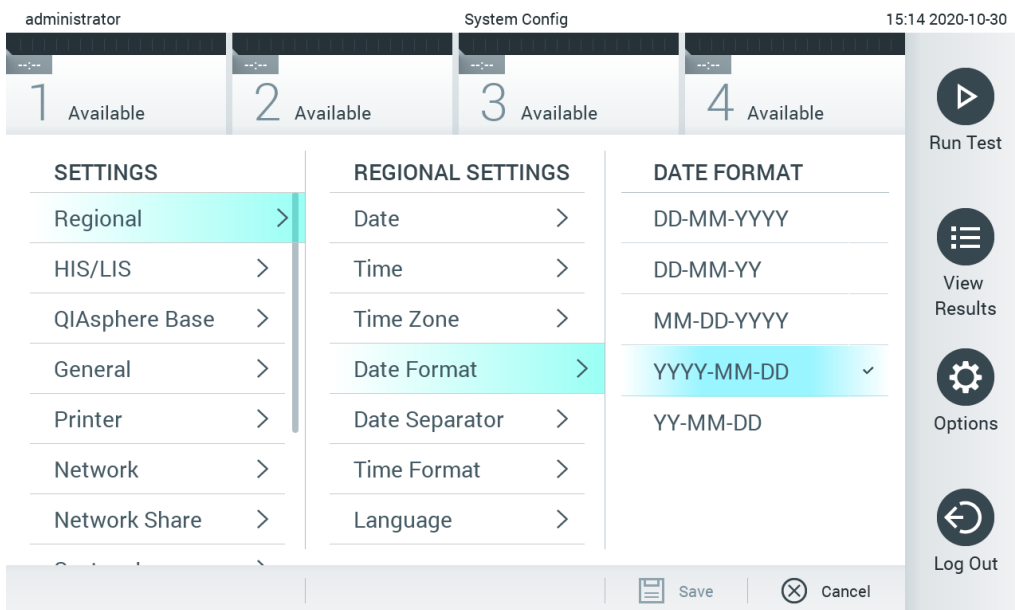 administrator
System Config
15:14 2020-10-30
--:--
--:--
--:--
--:--
1 Available
2 Available
3 Available
4 Available
Run Test
View
Results
Options
Log Out
SETTINGS
Regional
HIS/LIS
QIAsphere Base
General
Printer
Network
Network Share
REGIONAL SETTINGS
Date
Time
Time Zone
Date Format
Date Separator
Time Format
Language
DATE FORMAT
DD-MM-YYYY
DD-MM-YY
MM-DD-YYYY
YYYY-MM-DD
YY-MM-DD
Save
Cancel